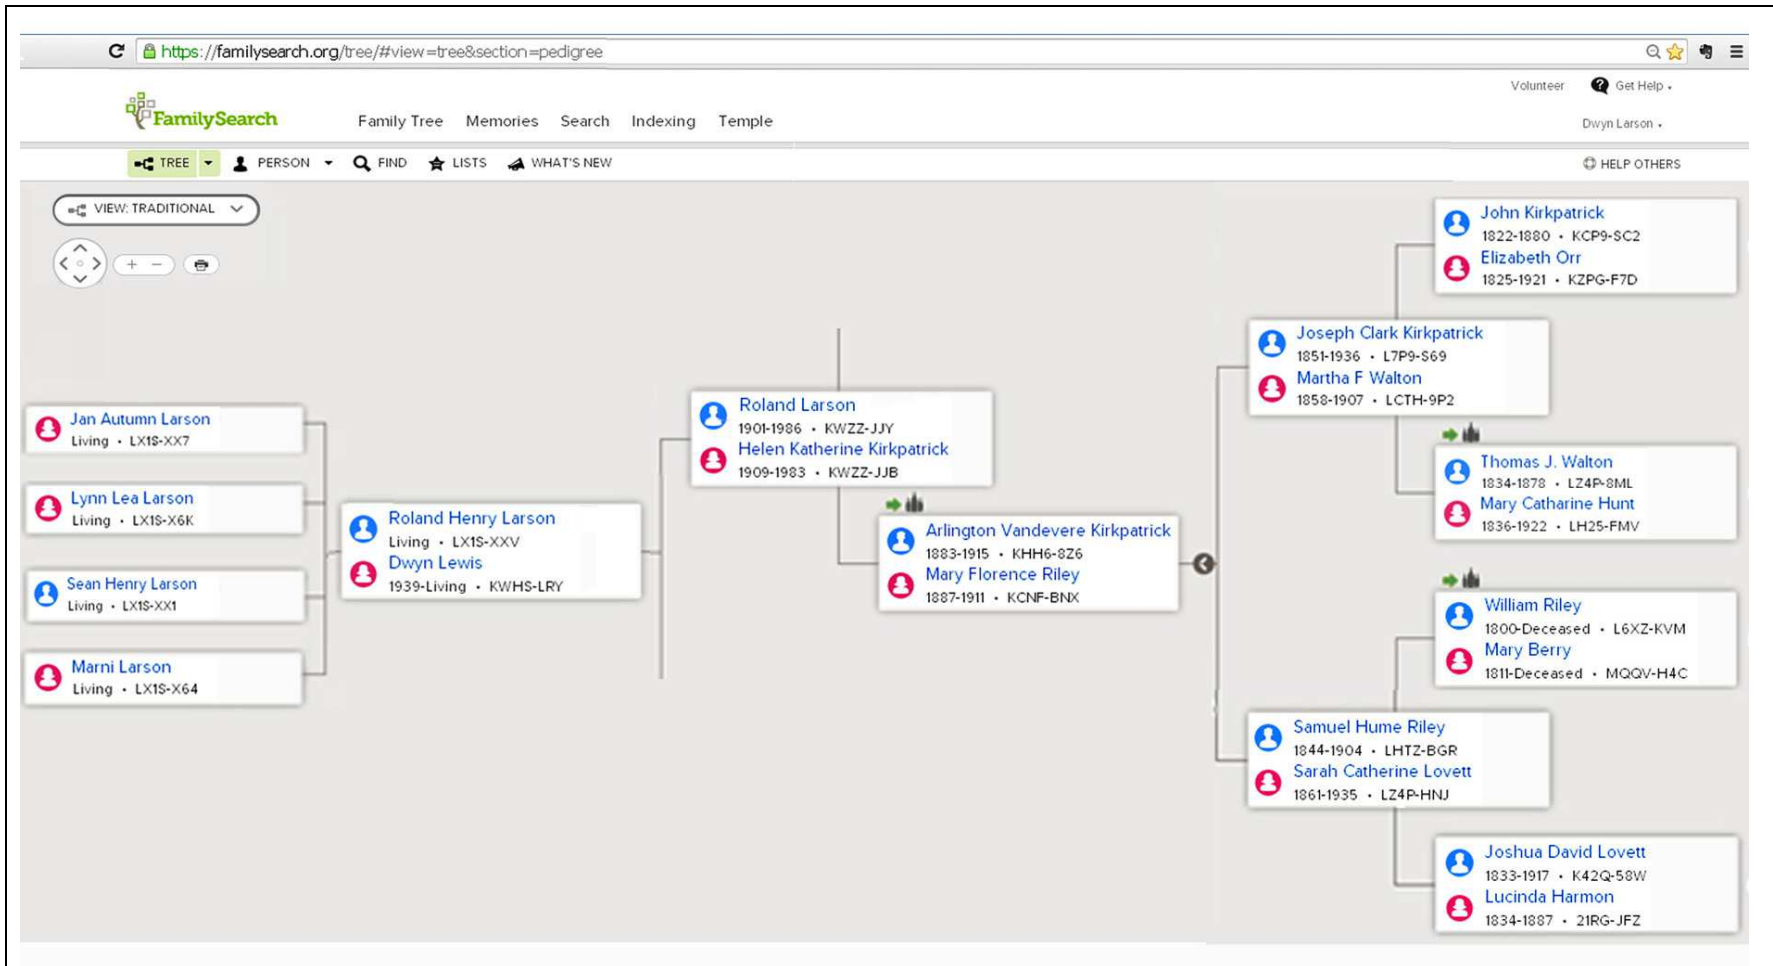 https://familysearch.org/tree/#view=tree&section=pedigree
Volunteer Get Help
FamilySearch Family Tree Memories Search Indexing Temple
Dwyn Larson
TREE PERSON FIND LISTS WHAT'S NEW HELP OTHERS
VIEW: TRADITIONAL
Jan Autumn Larson
Living • LX1S-XX7
Lynn Lea Larson
Living • LX1S-X6K
Sean Henry Larson
Living • LX1S-XX1
Marni Larson
Living • LX1S-X64
Roland Henry Larson
Living • LX1S-XXV
Dwyn Lewis
1939-Living • KWHS-LRY
Roland Larson
1901-1986 • KWZZ-JJY
Helen Katherine Kirkpatrick
1909-1983 • KWZZ-JJB
Arlington Vandevere Kirkpatrick
1883-1915 • KHH6-8Z6
Mary Florence Riley
1887-1911 • KCNF-BNX
Joseph Clark Kirkpatrick
1851-1936 • L7P9-S69
Martha F Walton
1858-1907 • LCTH-9P2
Samuel Hume Riley
1844-1904 • LHTZ-BGR
Sarah Catherine Lovett
1861-1935 • LZ4P-HNJ
John Kirkpatrick
1822-1880 • KCP9-SC2
Elizabeth Orr
1825-1921 • KZPG-F7D
Thomas J. Walton
1834-1878 • LZ4P-8ML
Mary Catharine Hunt
1836-1922 • LH25-FMV
William Riley
1800-Deceased • L6XZ-KVM
Mary Berry
1811-Deceased • MQQV-H4C
Joshua David Lovett
1833-1917 • K42Q-58W
Lucinda Harmon
1834-1887 • 21RG-JFZ